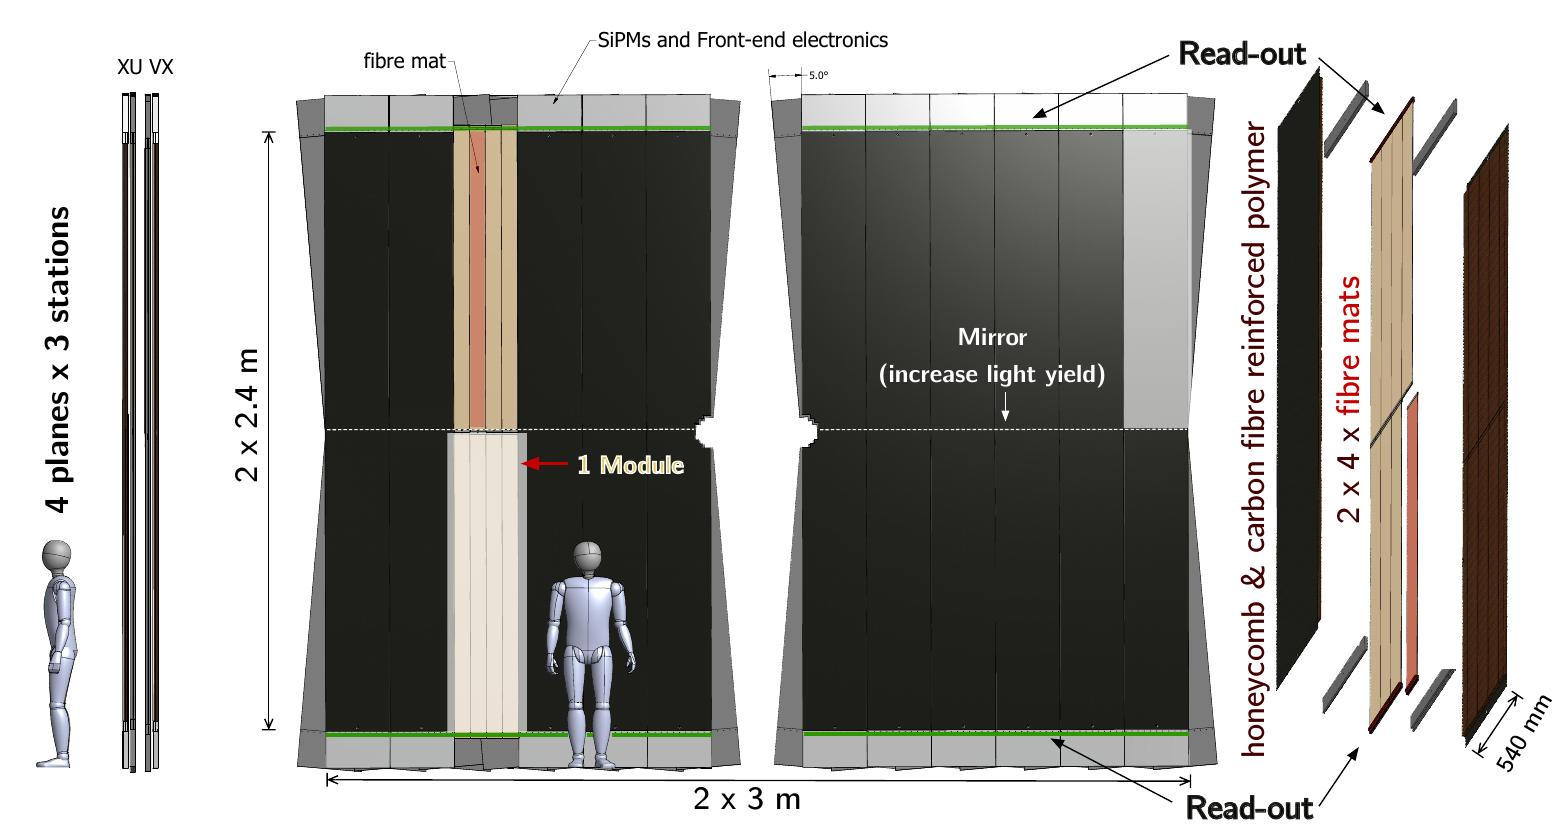 SiPMs and Front-end electronics
fibre mat
XU VX
5.0°
Read-out
4 planes x 3 stations
2 x 2.4 m
Mirror
(increase light yield)
1 Module
honeycomb & carbon fibre reinforced polymer
2 x 4 x fibre mats
540 mm
2 x 3 m
Read-out